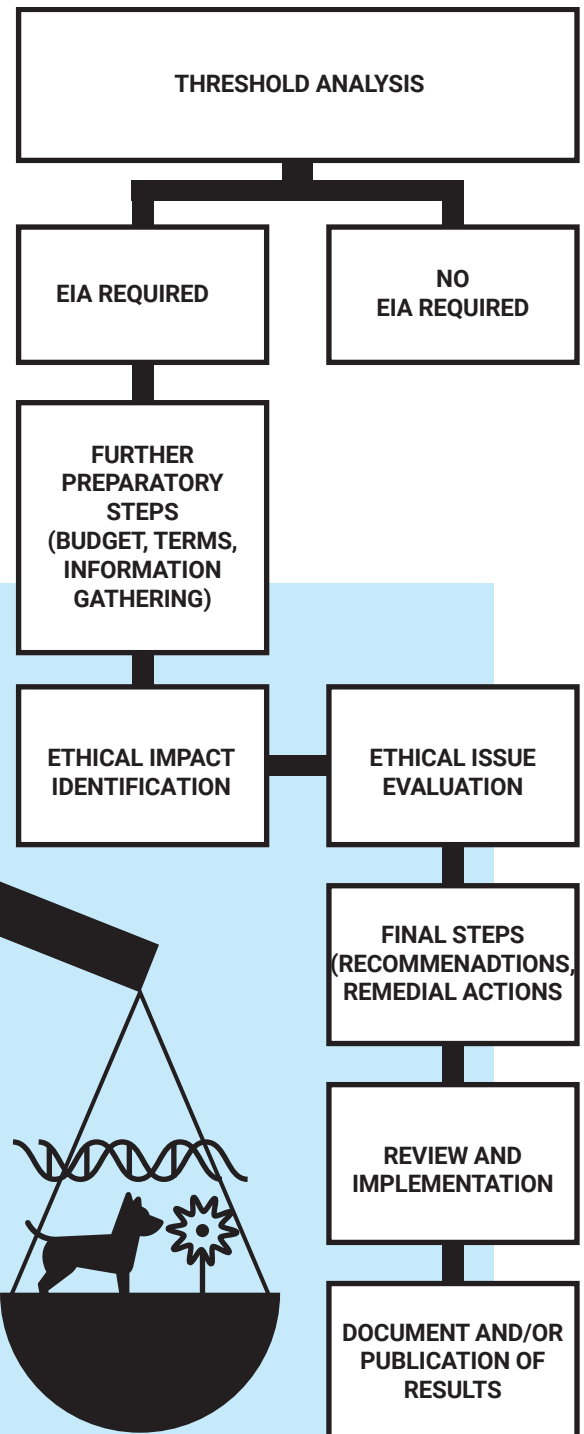 THRESHOLD ANALYSIS
EIA REQUIRED
NO
EIA REQUIRED
FURTHER
PREPARATORY
STEPS
(BUDGET, TERMS,
INFORMATION
GATHERING)
ETHICAL IMPACT
IDENTIFICATION
ETHICAL ISSUE
EVALUATION
FINAL STEPS
(RECOMMENADTIONS,
REMEDIAL ACTIONS
REVIEW AND
IMPLEMENTATION
DOCUMENT AND/OR
PUBLICATION OF
RESULTS